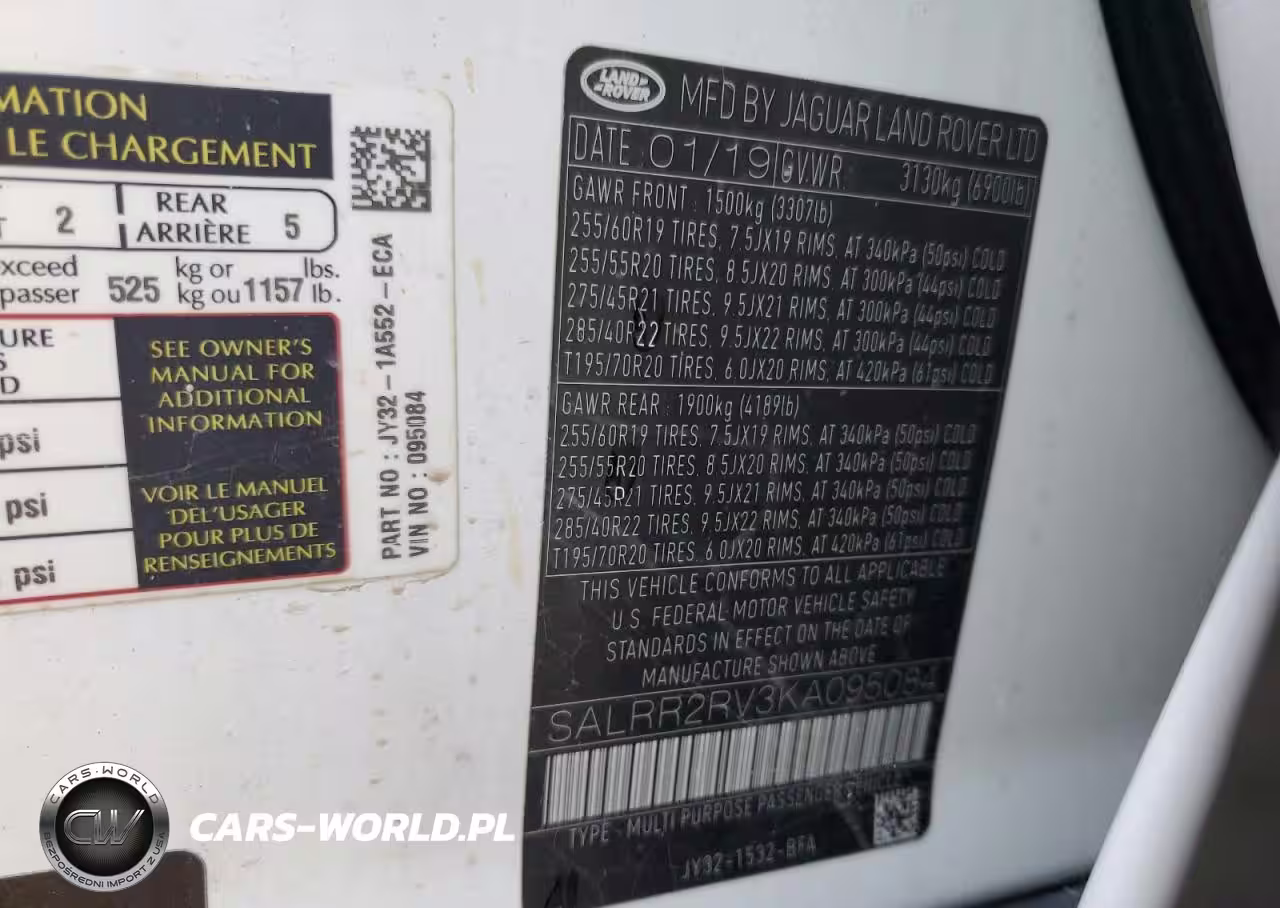 MATION
LE CHARGEMENT
T 2 REAR ARRIÈRE 5
xceed passer 525 kg or kg ou 1157 lbs. lb.
URE
S
D
psi
psi
psi
SEE OWNER'S
MANUAL FOR
ADDITIONAL
INFORMATION
VOIR LE MANUEL
DEL'USAGER
POUR PLUS DE
RENSEIGNEMENTS
PART NO : JY32-1A552-ECA
VIN NO : 095084
LAND ROVER
MFD BY JAGUAR LAND ROVER LTD
DATE 01/19 GV.WR. 3130kg (6900lb)
GAWR FRONT : 1500kg (3307lb)
255/60R19 TIRES, 7.5JX19 RIMS, AT 340kPa (50psi) COLD
255/55R20 TIRES, 8.5JX20 RIMS, AT 300kPa (44psi) COLD
275/45R21 TIRES, 9.5JX21 RIMS, AT 300kPa (44psi) COLD
285/40R22 TIRES, 9.5JX22 RIMS, AT 300kPa (44psi) COLD
T195/70R20 TIRES, 6.0JX20 RIMS, AT 420kPa (61psi) COLD
GAWR REAR : 1900kg (4189lb)
255/60R19 TIRES, 7.5JX19 RIMS, AT 340kPa (50psi) COLD
255/55R20 TIRES, 8.5JX20 RIMS, AT 340kPa (50psi) COLD
275/45R21 TIRES, 9.5JX21 RIMS, AT 340kPa (50psi) COLD
285/40R22 TIRES, 9.5JX22 RIMS, AT 340kPa (50psi) COLD
T195/70R20 TIRES, 6.0JX20 RIMS, AT 420kPa (61psi) COLD
THIS VEHICLE CONFORMS TO ALL APPLICABLE
U.S. FEDERAL MOTOR VEHICLE SAFETY
STANDARDS IN EFFECT ON THE DATE OF
MANUFACTURE SHOWN ABOVE
SALRR2RV3KA095084
TYPE - MULTI PURPOSE PASSENGER VEHICLE
JY32-1532-BFA
CARS-WORLD
CW
BEZPOŚREDNI IMPORT Z USA
CARS-WORLD.PL